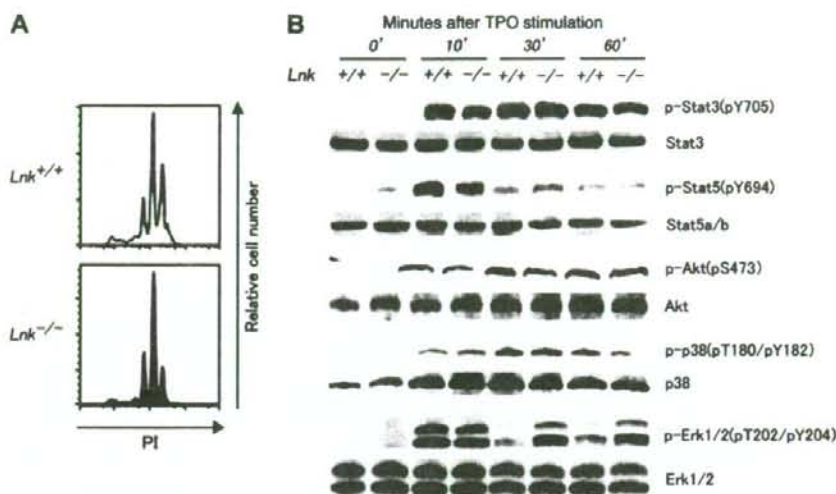 A
Lnk+/+
Lnk-/-
Relative cell number
PI
B
Minutes after TPO stimulation
0' 10' 30' 60'
Lnk +/+ -/- +/+ -/- +/+ -/- +/+ -/-
p-Stat3(pY705)
Stat3
p-Stat5(pY694)
Stat5a/b
p-Akt(pS473)
Akt
p-p38(pT180/pY182)
p38
p-Erk1/2(pT202/pY204)
Erk1/2